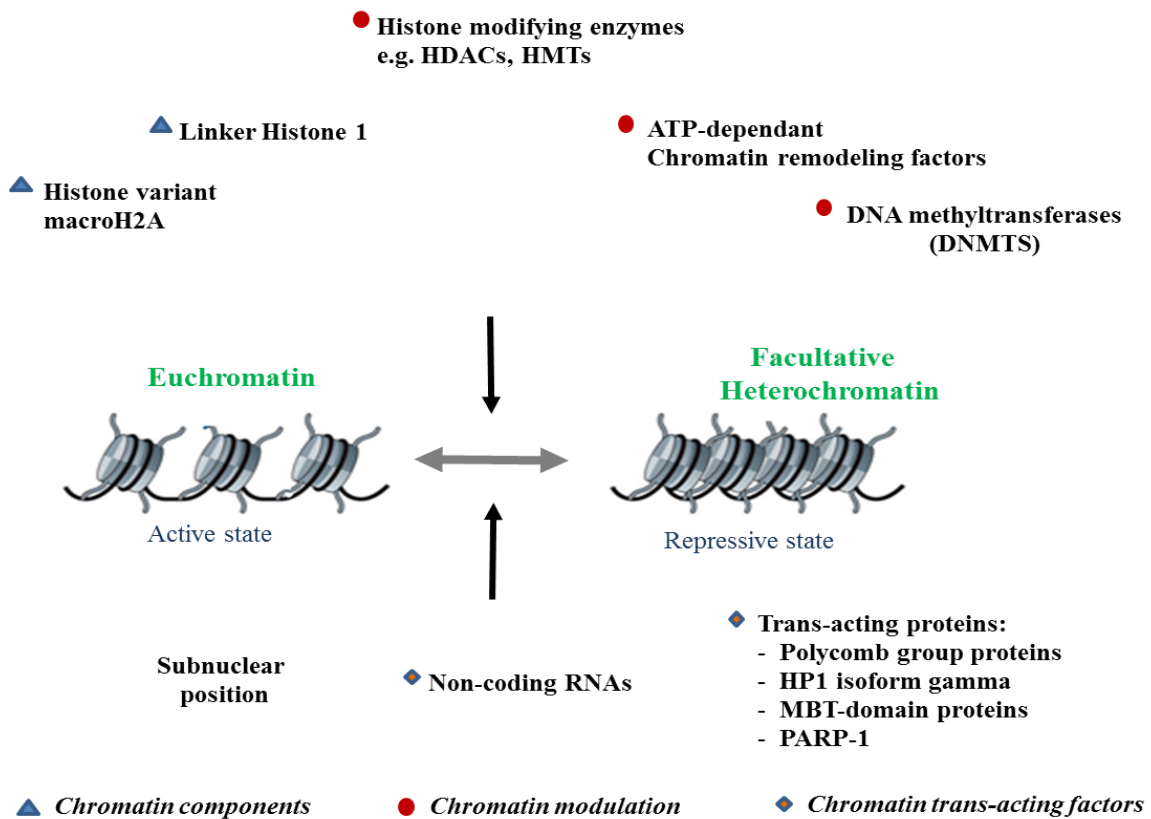 Histone modifying enzymes
e.g. HDACs, HMTs
Linker Histone 1
ATP-dependant
Chromatin remodeling factors
Histone variant
macroH2A
DNA methyltransferases
(DNMTS)
Euchromatin
Facultative
Heterochromatin
Active state
Repressive state
Subnuclear
position
Non-coding RNAs
Trans-acting proteins:
- Polycomb group proteins
- HP1 isoform gamma
- MBT-domain proteins
- PARP-1
Chromatin components
Chromatin modulation
Chromatin trans-acting factors